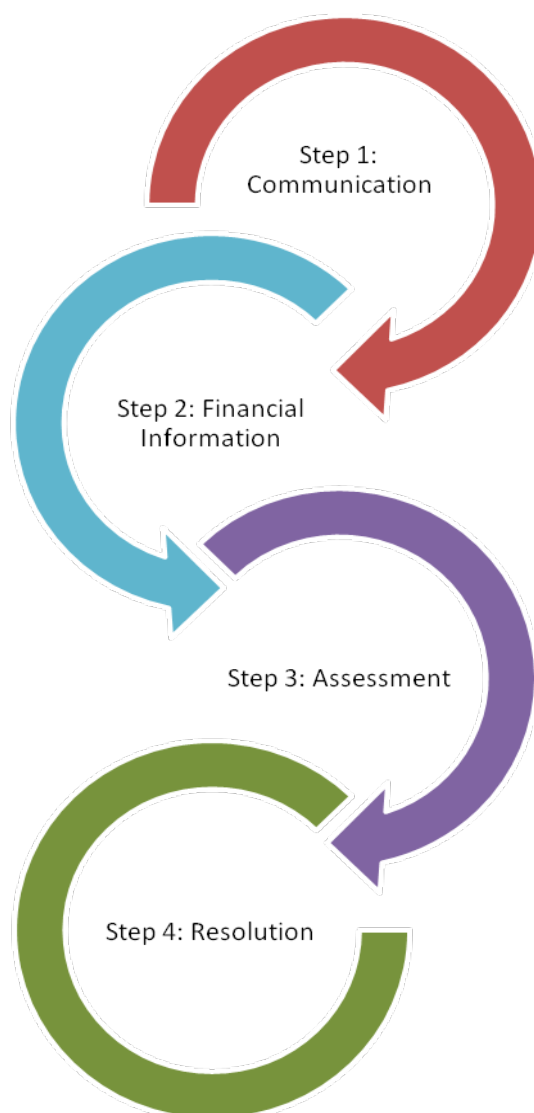 Step 1:
Communication
Step 2: Financial
Information
Step 3: Assessment
Step 4: Resolution